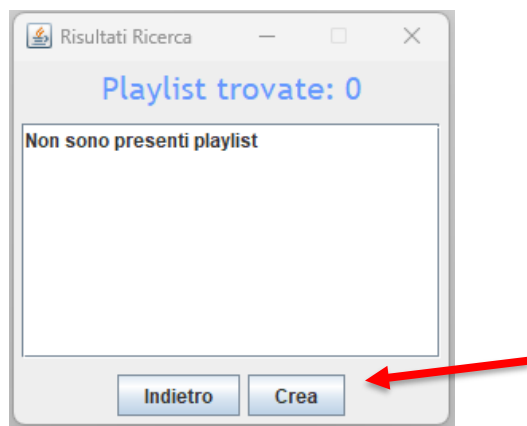 Risultati Ricerca
Playlist trovate: 0
Non sono presenti playlist
Indietro Crea